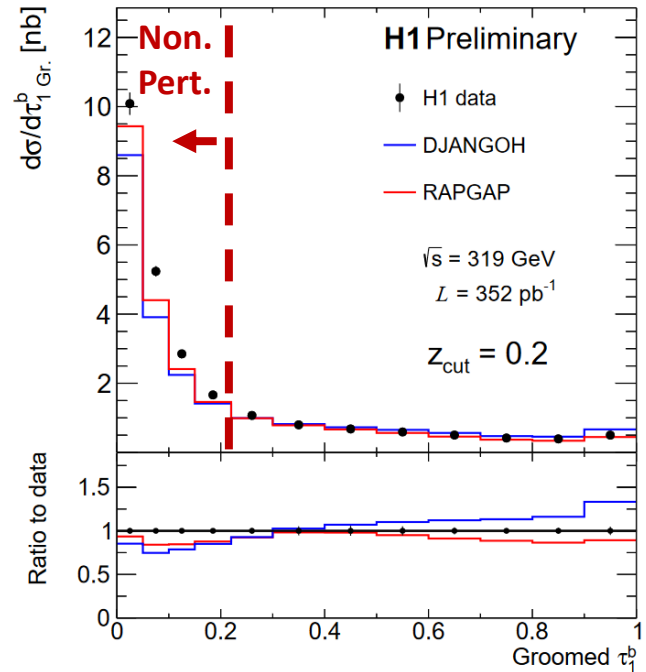 dσ/dτ₁ᵇ Gr. [nb]
12
10
8
6
4
2
Non.
Pert.
H1 Preliminary
H1 data
DJANGOH
RAPGAP
√s = 319 GeV
L = 352 pb⁻¹
z_cut = 0.2
Ratio to data
1.5
1
0.5
0
0 0.2 0.4 0.6 0.8 1
Groomed τ₁ᵇ